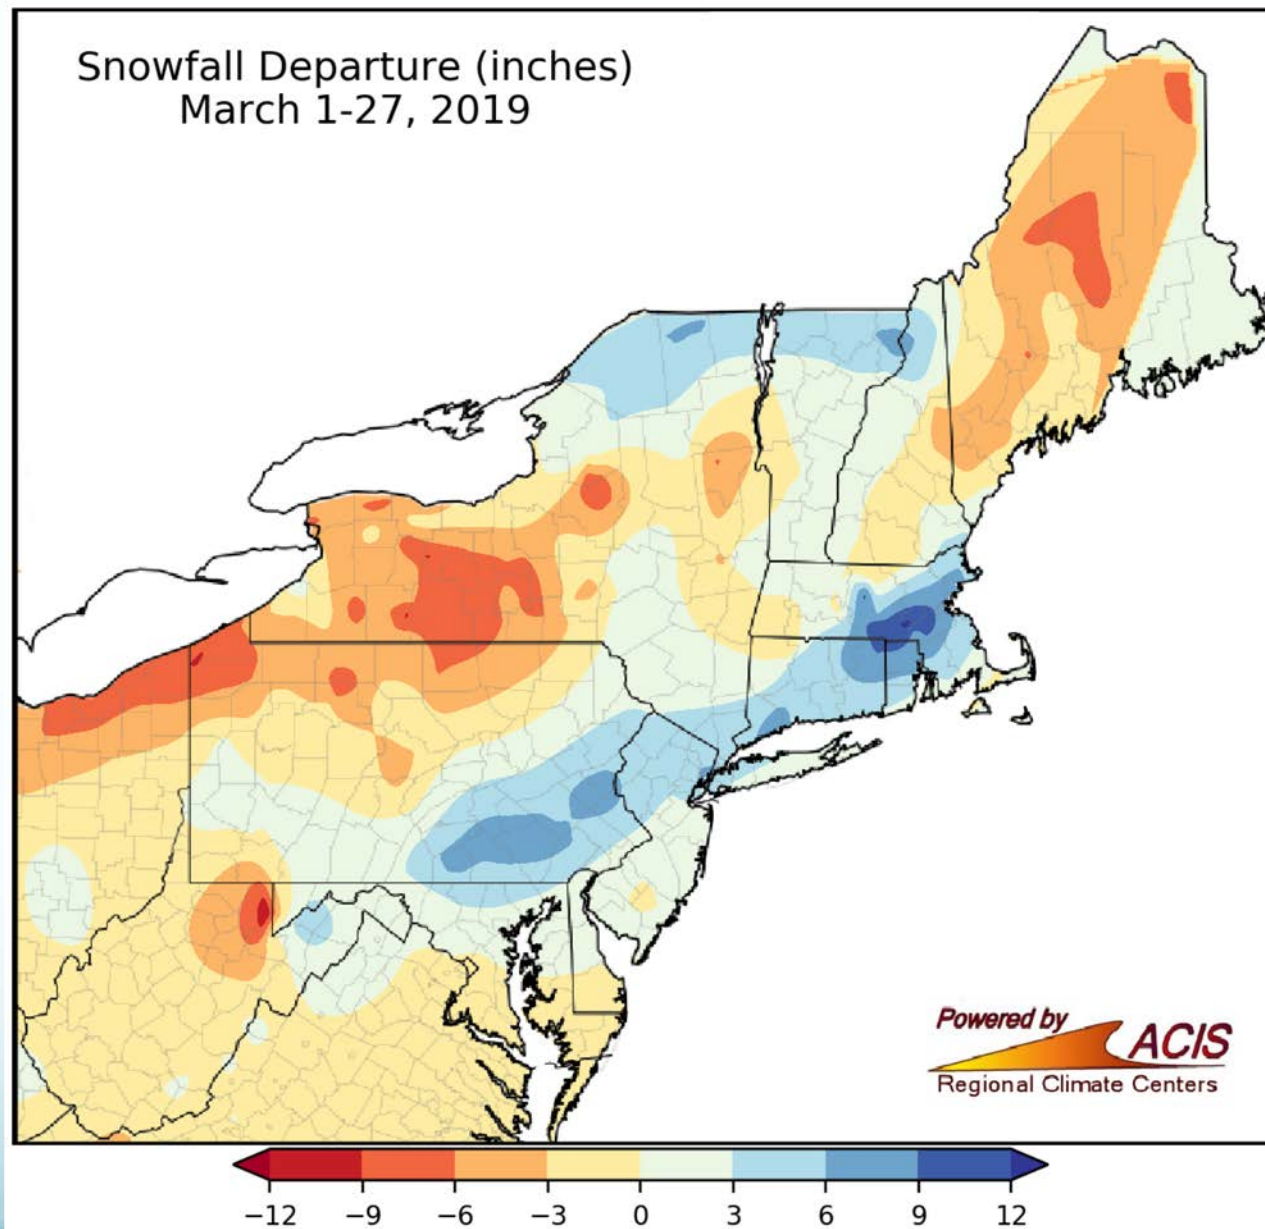 Snowfall Departure (inches)
March 1-27, 2019
Powered by
ACIS
Regional Climate Centers
−12 −9 −6 −3 0 3 6 9 12